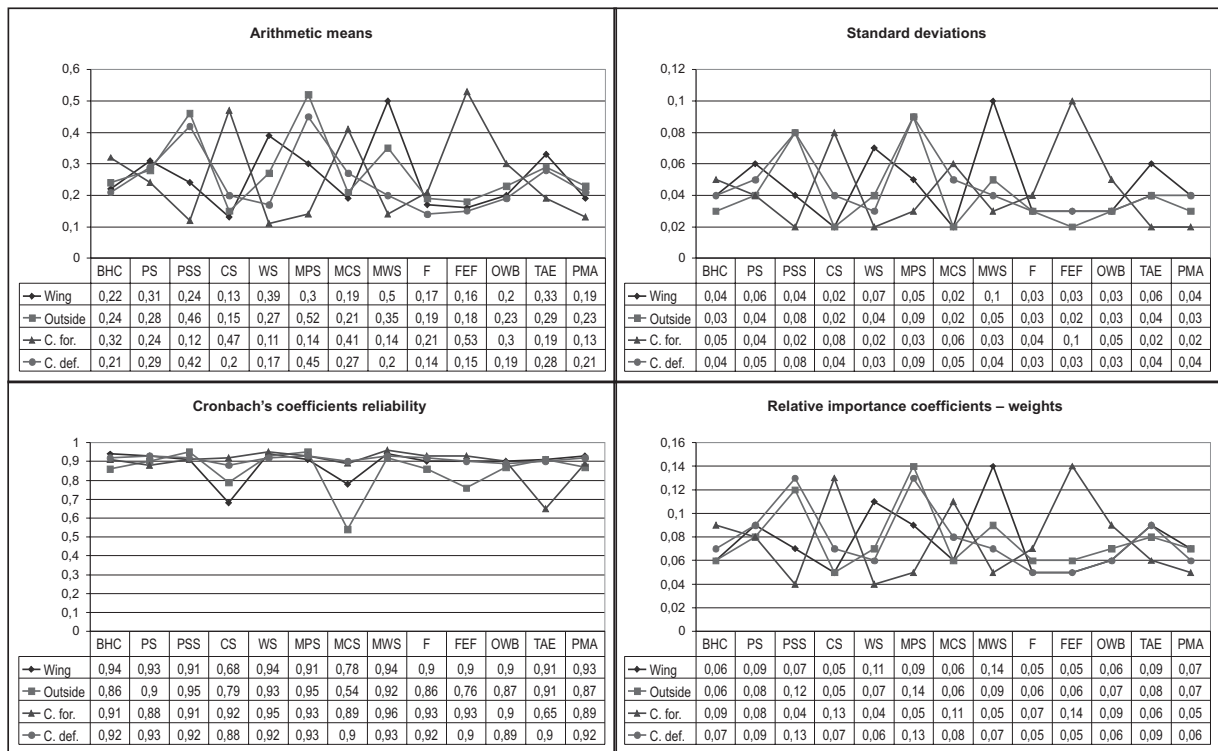 Arithmetic means
0,6
0,5
0,4
0,3
0,2
0,1
0
BHC PS PSS CS WS MPS MCS MWS F FEF OWB TAE PMA
Wing 0,22 0,31 0,24 0,13 0,39 0,3 0,19 0,5 0,17 0,16 0,2 0,33 0,19
Outside 0,24 0,28 0,46 0,15 0,27 0,52 0,21 0,35 0,19 0,18 0,23 0,29 0,23
C. for. 0,32 0,24 0,12 0,47 0,11 0,14 0,41 0,14 0,21 0,53 0,3 0,19 0,13
C. def. 0,21 0,29 0,42 0,2 0,17 0,45 0,27 0,2 0,14 0,15 0,19 0,28 0,21
Standard deviations
0,12
0,1
0,08
0,06
0,04
0,02
0
BHC PS PSS CS WS MPS MCS MWS F FEF OWB TAE PMA
Wing 0,04 0,06 0,04 0,02 0,07 0,05 0,02 0,1 0,03 0,03 0,03 0,06 0,04
Outside 0,03 0,04 0,08 0,02 0,04 0,09 0,02 0,05 0,03 0,02 0,03 0,04 0,03
C. for. 0,05 0,04 0,02 0,08 0,02 0,03 0,06 0,03 0,04 0,1 0,05 0,02 0,02
C. def. 0,04 0,05 0,08 0,04 0,03 0,09 0,05 0,04 0,03 0,03 0,03 0,04 0,04
Cronbach's coefficients reliability
1
0,9
0,8
0,7
0,6
0,5
0,4
0,3
0,2
0,1
0
BHC PS PSS CS WS MPS MCS MWS F FEF OWB TAE PMA
Wing 0,94 0,93 0,91 0,68 0,94 0,91 0,78 0,94 0,9 0,9 0,9 0,91 0,93
Outside 0,86 0,9 0,95 0,79 0,93 0,95 0,54 0,92 0,86 0,76 0,87 0,91 0,87
C. for. 0,91 0,88 0,91 0,92 0,95 0,93 0,89 0,96 0,93 0,93 0,9 0,65 0,89
C. def. 0,92 0,93 0,92 0,88 0,92 0,93 0,9 0,93 0,92 0,9 0,89 0,9 0,92
Relative importance coefficients – weights
0,16
0,14
0,12
0,10
0,08
0,06
0,04
0,02
0
BHC PS PSS CS WS MPS MCS MWS F FEF OWB TAE PMA
Wing 0,06 0,09 0,07 0,05 0,11 0,09 0,06 0,14 0,05 0,05 0,06 0,09 0,07
Outside 0,06 0,08 0,12 0,05 0,07 0,14 0,06 0,09 0,06 0,06 0,07 0,08 0,07
C. for. 0,09 0,08 0,04 0,13 0,04 0,05 0,11 0,05 0,07 0,14 0,09 0,06 0,05
C. def. 0,07 0,09 0,13 0,07 0,06 0,13 0,08 0,07 0,05 0,05 0,06 0,09 0,06